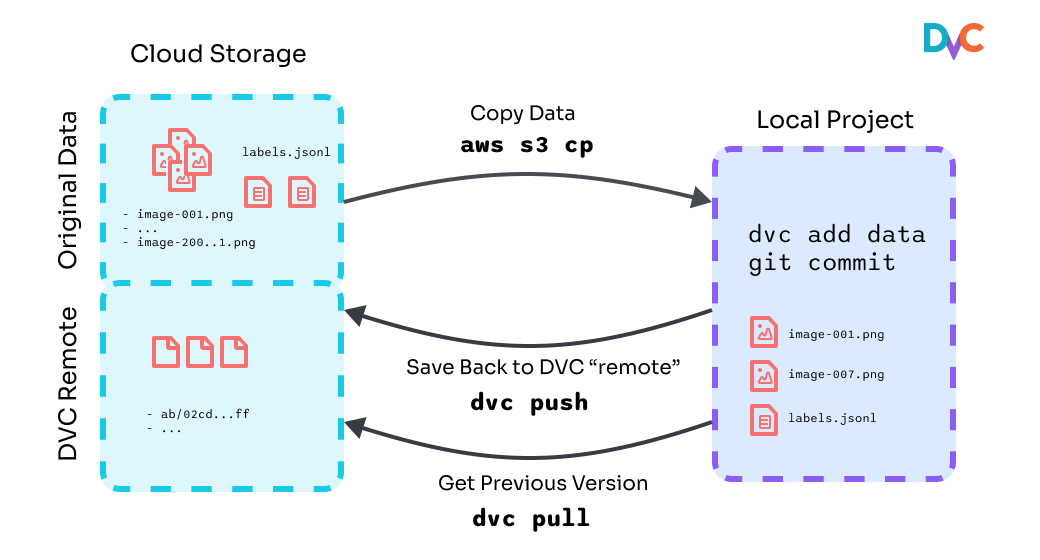 DVC
Cloud Storage
Original Data
labels.jsonl
- image-001.png
- ...
- image-200..1.png
DVC Remote
- ab/02cd...ff
- ...
Copy Data
aws s3 cp
Save Back to DVC “remote”
dvc push
Get Previous Version
dvc pull
Local Project
dvc add data
git commit
image-001.png
image-007.png
labels.jsonl